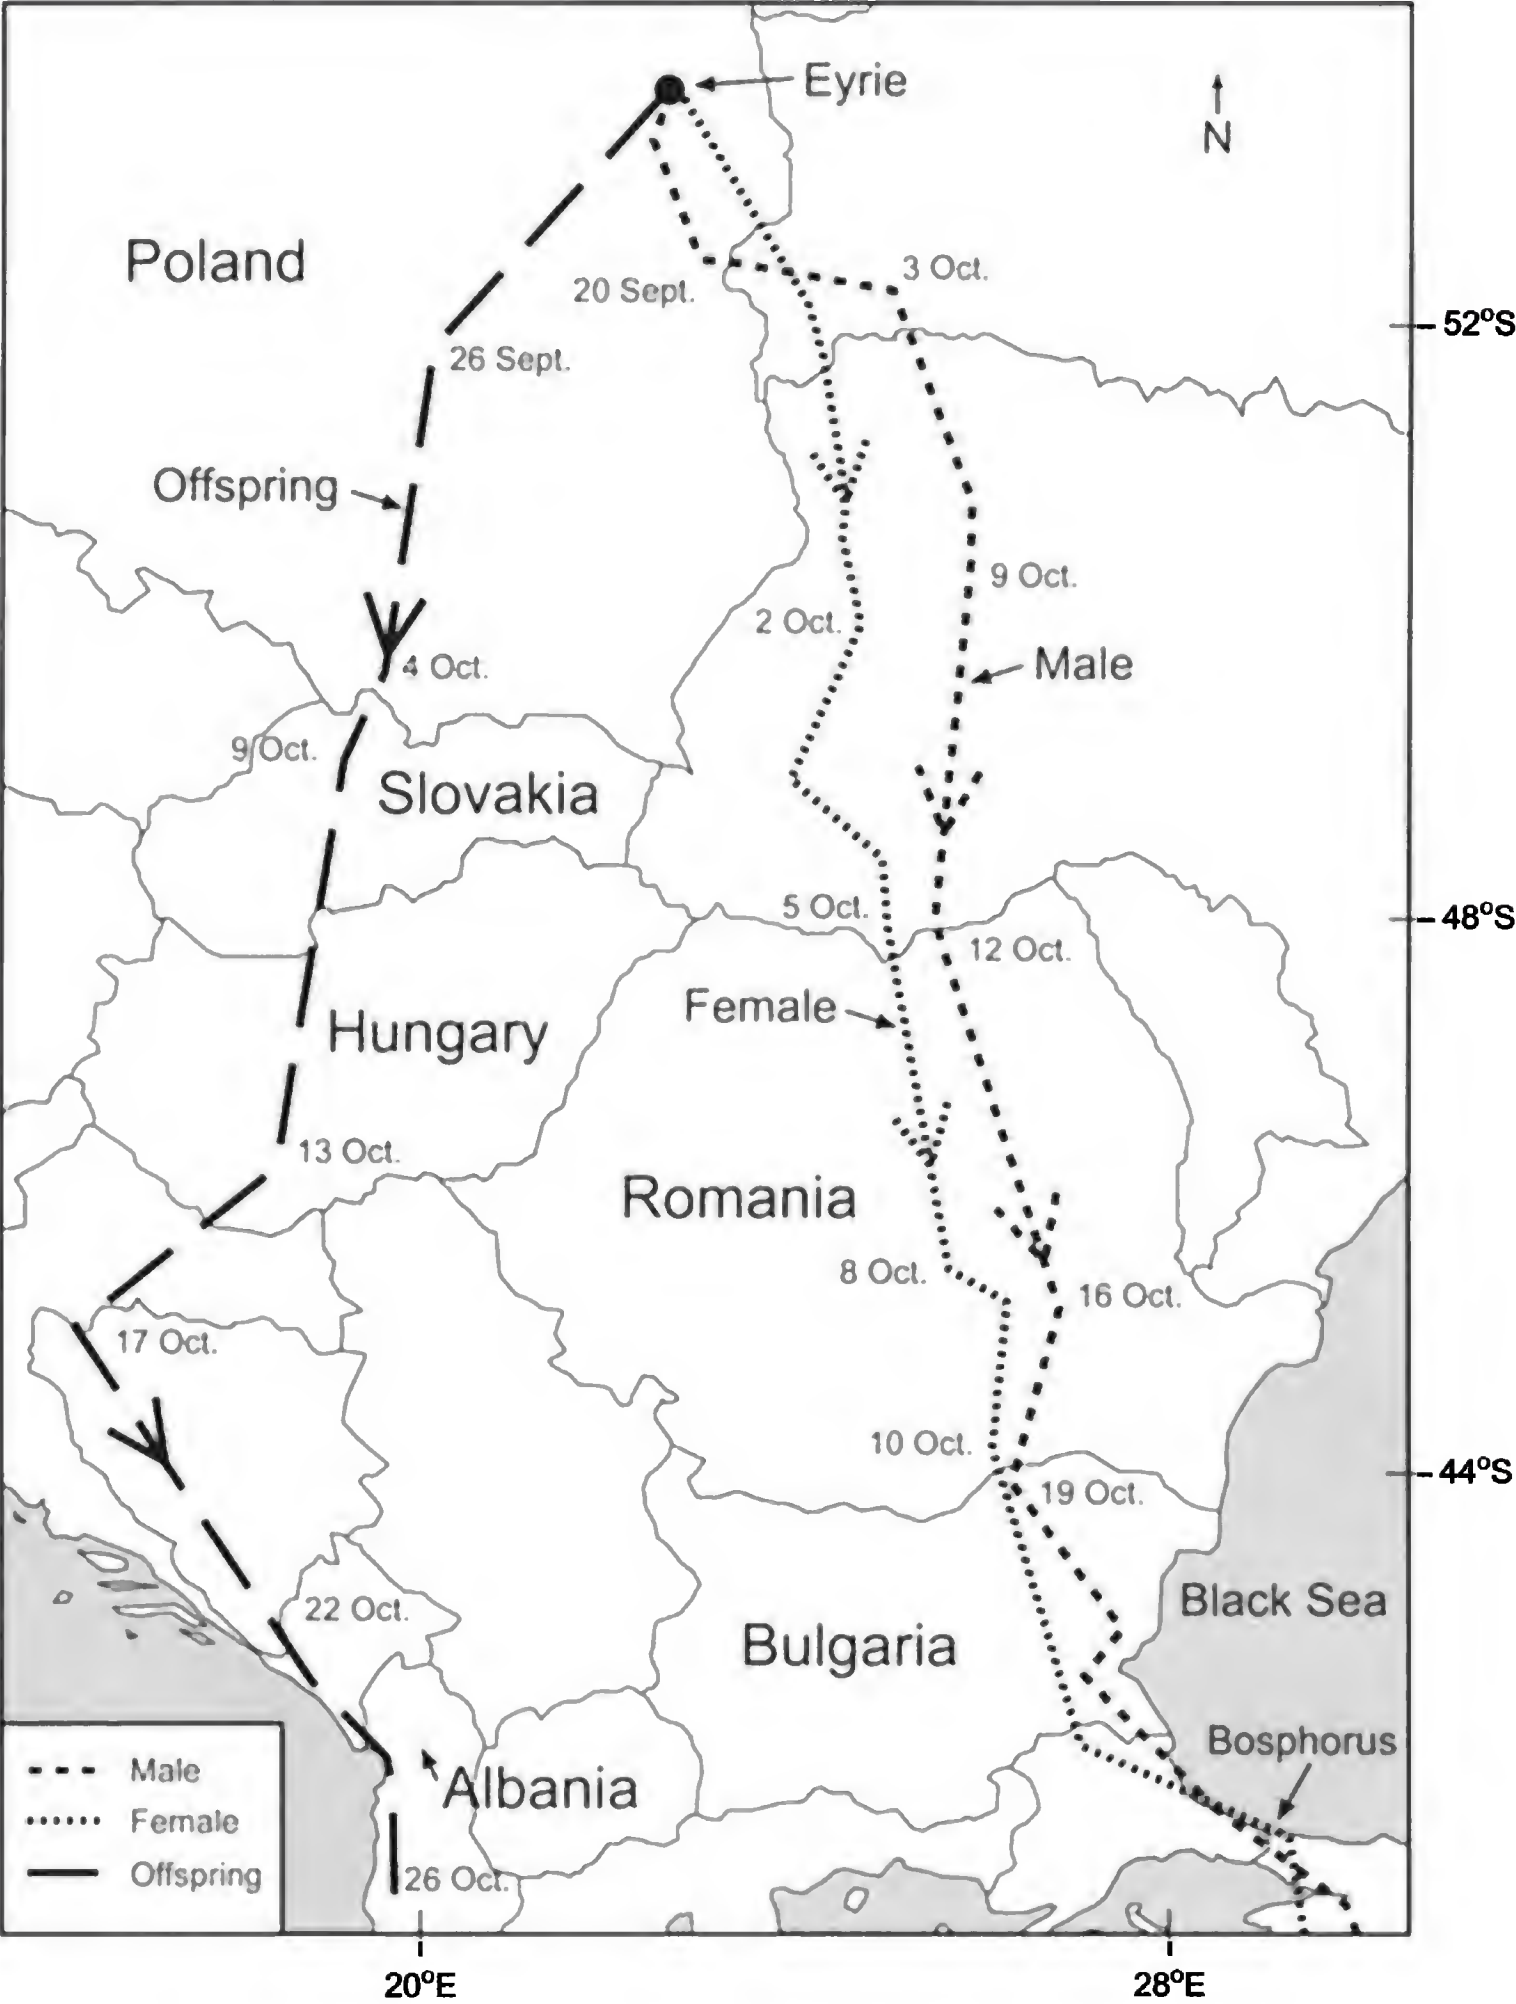 Eyrie
N
Poland
3 Oct.
20 Sept.
52°S
26 Sept.
Offspring
9 Oct.
2 Oct.
Male
4 Oct.
9 Oct.
Slovakia
5 Oct.
48°S
12 Oct.
Female
Hungary
13 Oct.
Romania
8 Oct.
16 Oct.
17 Oct.
10 Oct.
44°S
19 Oct.
Black Sea
22 Oct.
Bulgaria
Bosphorus
Male
Albania
Female
Offspring
26 Oct.
20°E
28°E